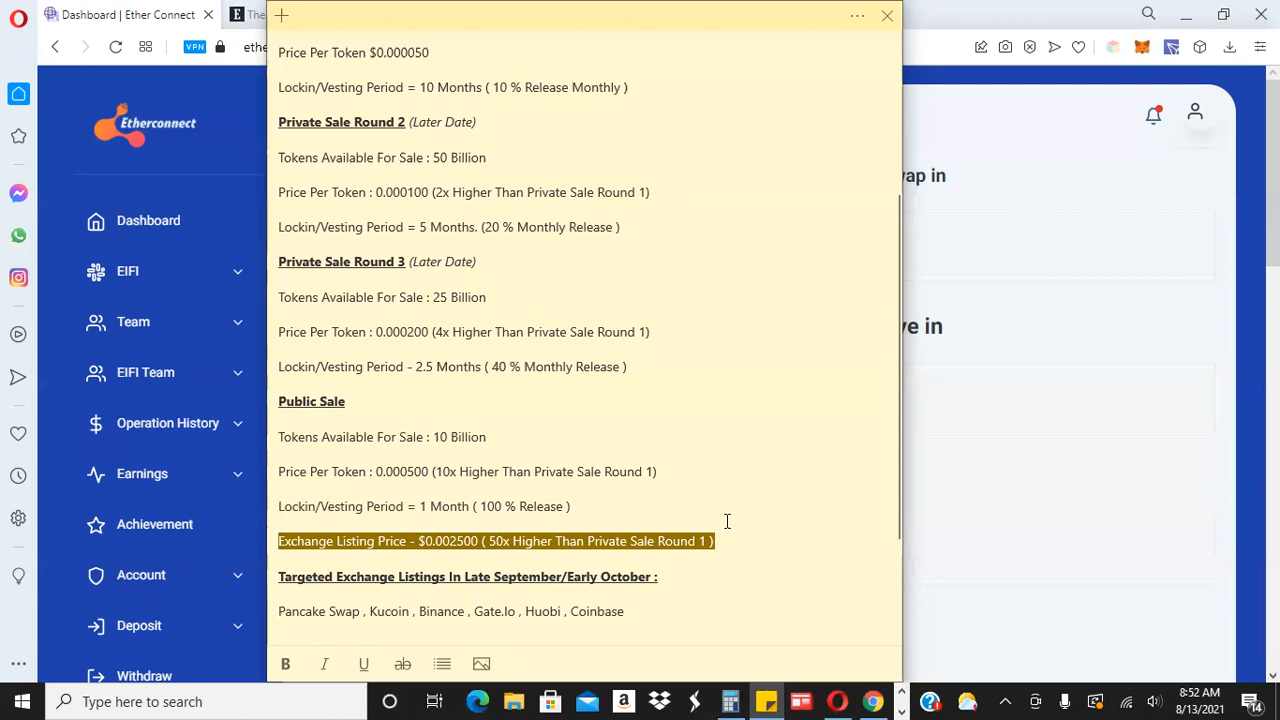 Dashboard | Ether Connect
The
ethe
VPN
Etherconnect
Dashboard
EIFI
Team
EIFI Team
Operation History
Earnings
Achievement
Account
Deposit
Withdraw
Price Per Token $0.000050
Lockin/Vesting Period = 10 Months ( 10 % Release Monthly )
Private Sale Round 2 (Later Date)
Tokens Available For Sale : 50 Billion
Price Per Token : 0.000100 (2x Higher Than Private Sale Round 1)
Lockin/Vesting Period = 5 Months. (20 % Monthly Release )
Private Sale Round 3 (Later Date)
Tokens Available For Sale : 25 Billion
Price Per Token : 0.000200 (4x Higher Than Private Sale Round 1)
Lockin/Vesting Period - 2.5 Months ( 40 % Monthly Release )
Public Sale
Tokens Available For Sale : 10 Billion
Price Per Token : 0.000500 (10x Higher Than Private Sale Round 1)
Lockin/Vesting Period = 1 Month ( 100 % Release )
Exchange Listing Price - $0.002500 ( 50x Higher Than Private Sale Round 1 )
Targeted Exchange Listings In Late September/Early October :
Pancake Swap , Kucoin , Binance , Gate.Io , Huobi , Coinbase
B I U ab
vap in
ve in
Type here to search
8:52 AM
8/13/2021
14